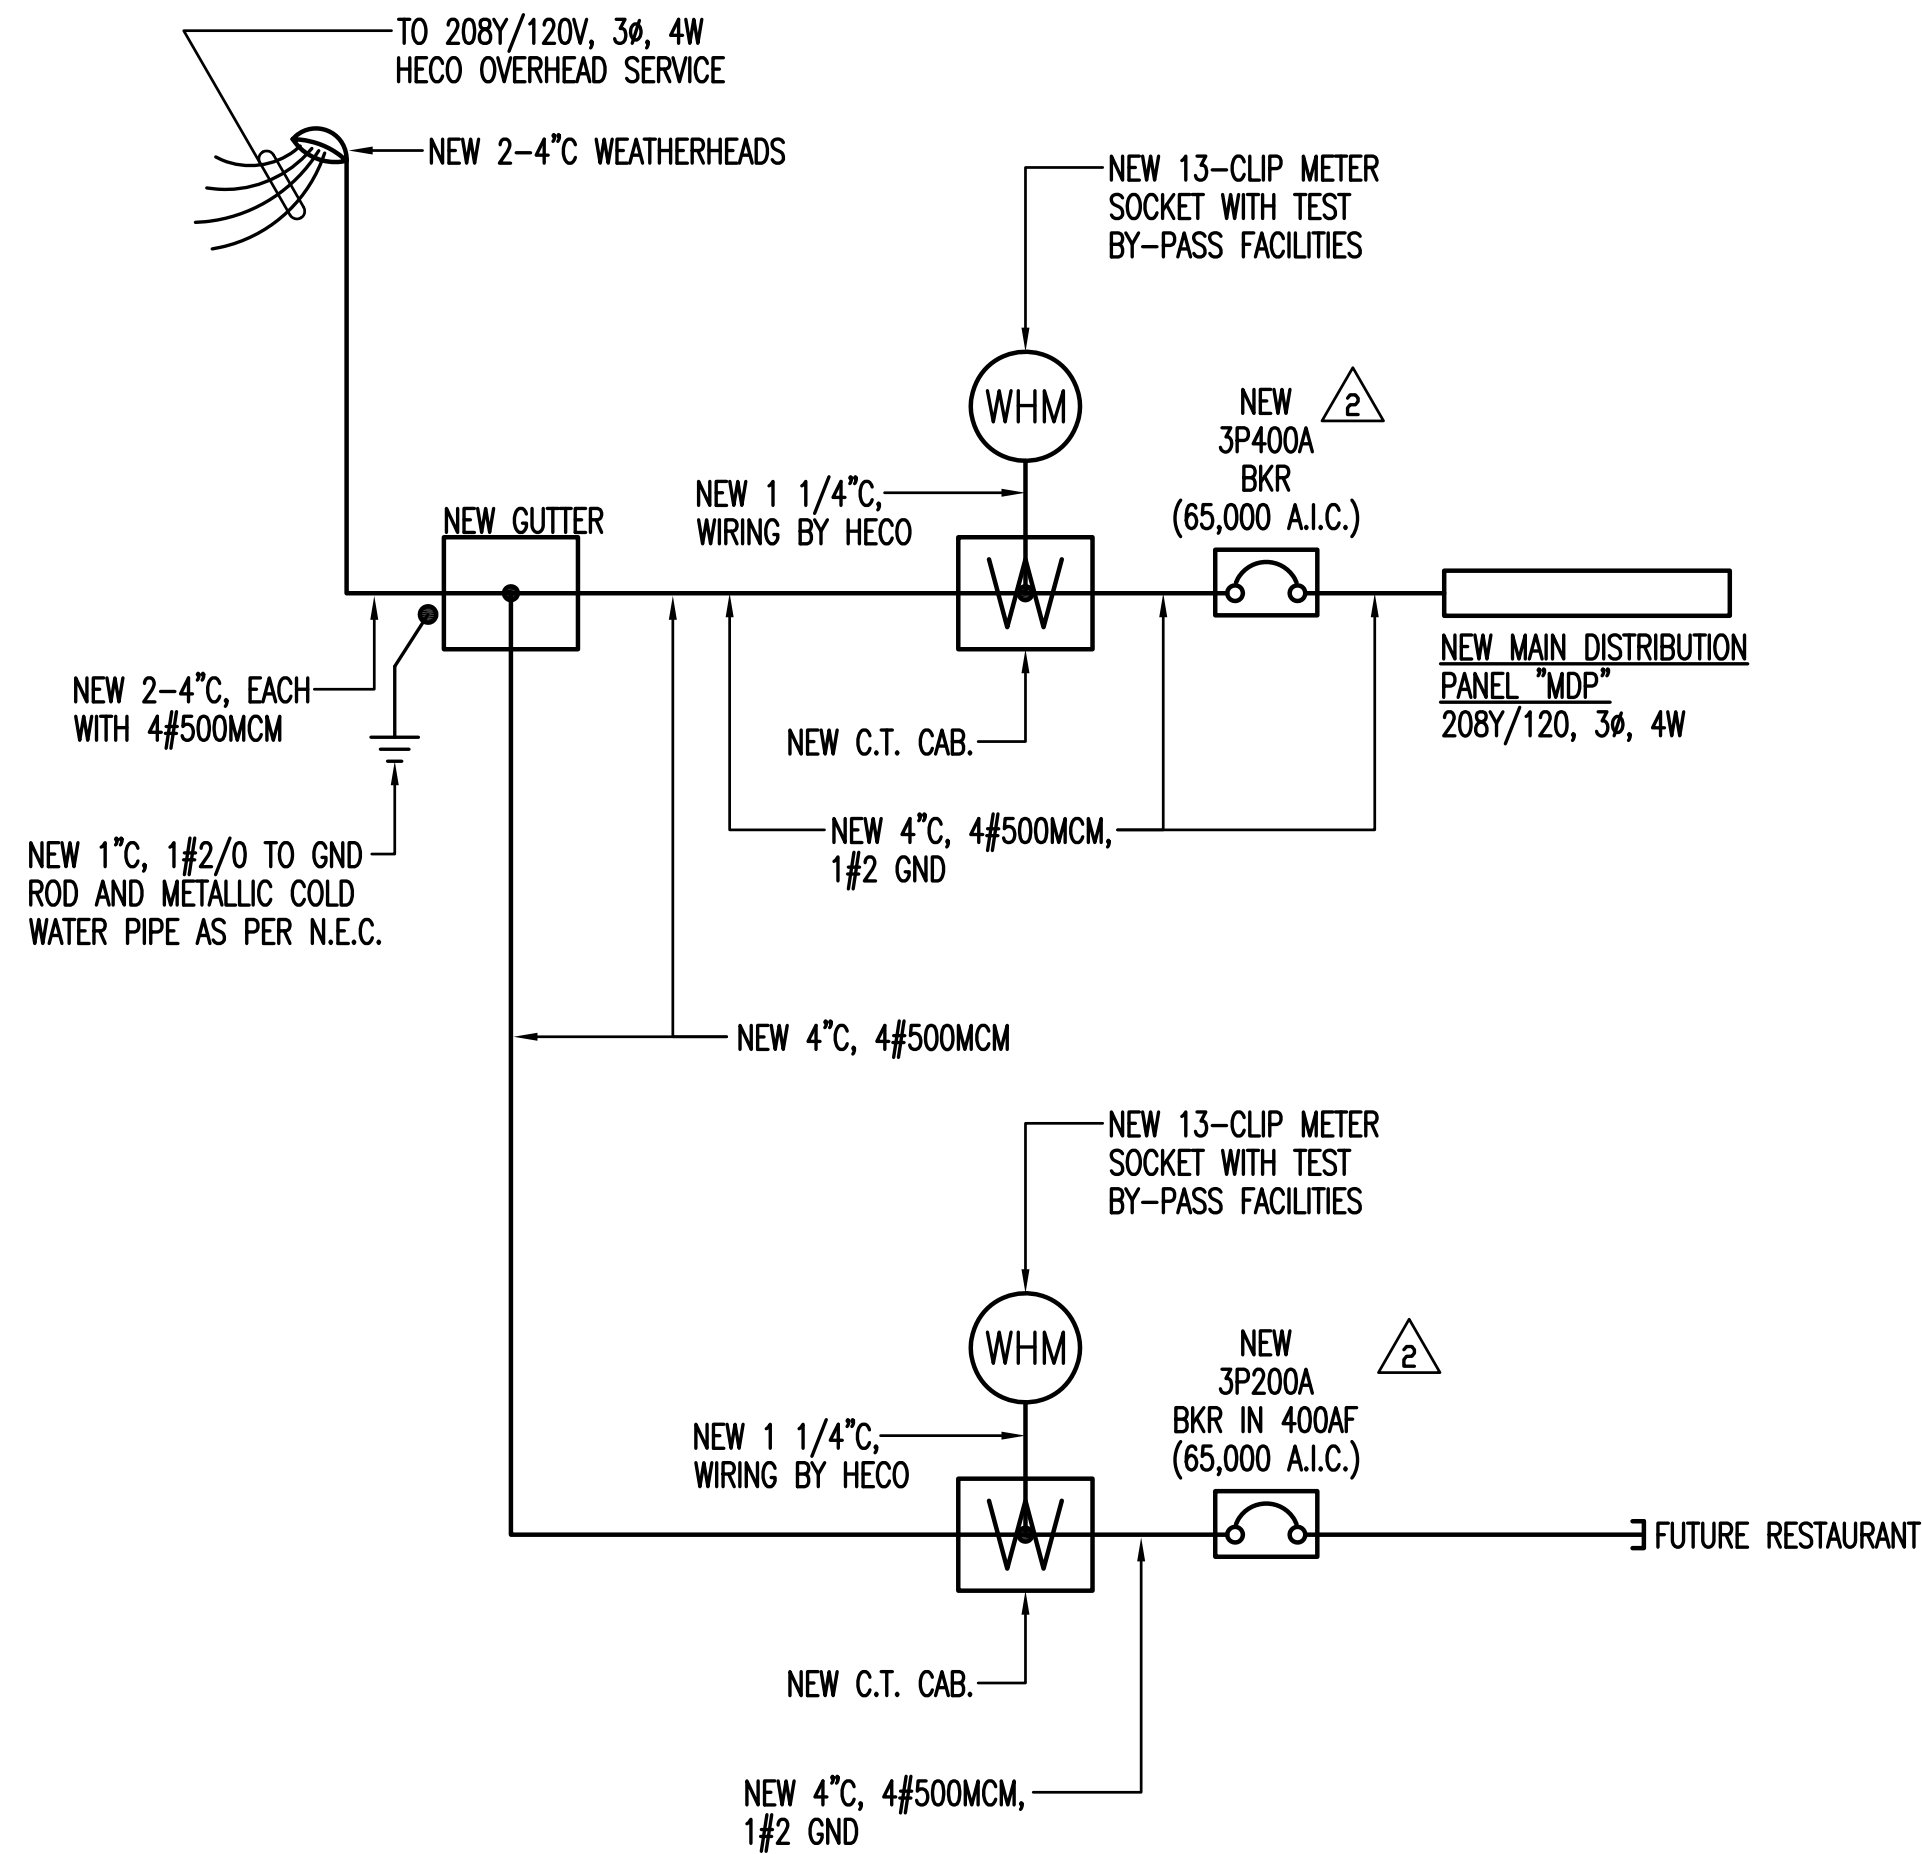 TO 208Y/120V, 3ø, 4W
HECO OVERHEAD SERVICE
NEW 2-4"C WEATHERHEADS
NEW 13-CLIP METER
SOCKET WITH TEST
BY-PASS FACILITIES
WHM
NEW
3P400A
BKR
(65,000 A.I.C.)
2
NEW 1 1/4"C,
WIRING BY HECO
NEW GUTTER
W
NEW MAIN DISTRIBUTION
PANEL "MDP"
208Y/120, 3ø, 4W
NEW 2-4"C, EACH
WITH 4#500MCM
NEW C.T. CAB.
NEW 4"C, 4#500MCM,
1#2 GND
NEW 1"C, 1#2/0 TO GND
ROD AND METALLIC COLD
WATER PIPE AS PER N.E.C.
NEW 4"C, 4#500MCM
NEW 13-CLIP METER
SOCKET WITH TEST
BY-PASS FACILITIES
WHM
NEW
3P200A
BKR IN 400AF
(65,000 A.I.C.)
2
NEW 1 1/4"C,
WIRING BY HECO
W
FUTURE RESTAURANT
NEW C.T. CAB.
NEW 4"C, 4#500MCM,
1#2 GND